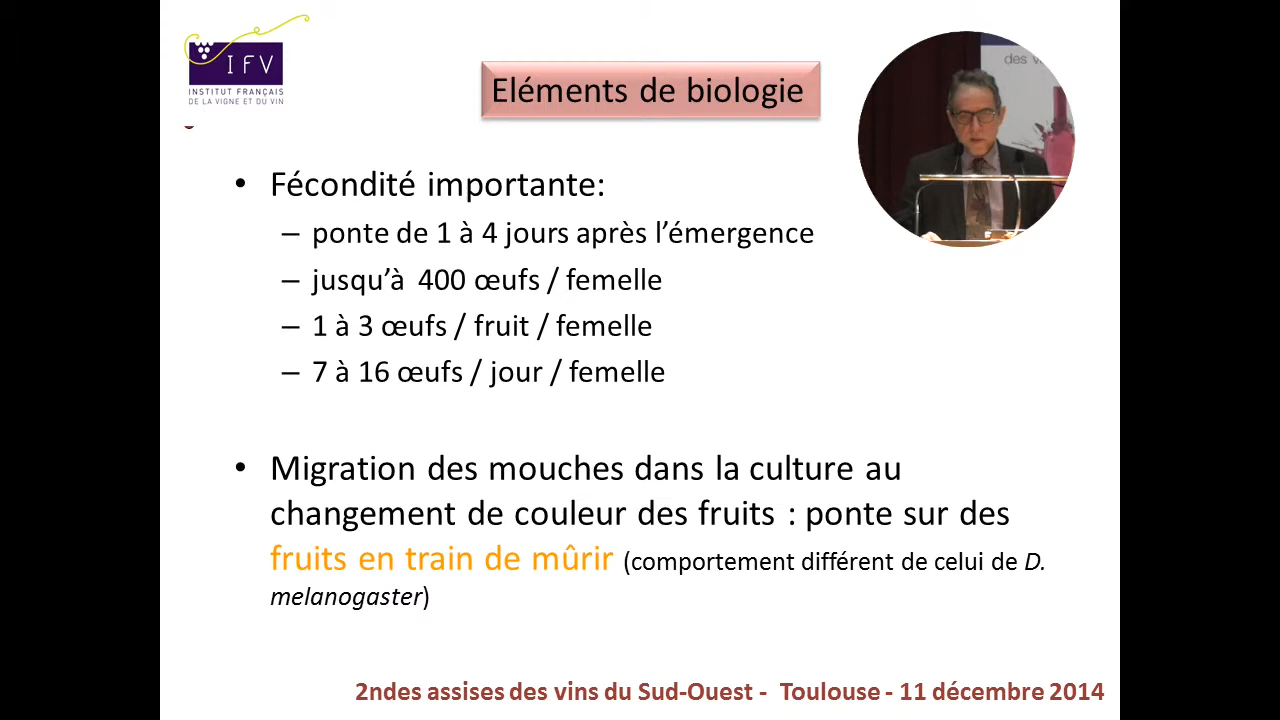 IFV
INSTITUT FRANÇAIS
DE LA VIGNE ET DU VIN
Eléments de biologie
des
• Fécondité importante:
– ponte de 1 à 4 jours après l’émergence
– jusqu’à 400 œufs / femelle
– 1 à 3 œufs / fruit / femelle
– 7 à 16 œufs / jour / femelle
• Migration des mouches dans la culture au
changement de couleur des fruits : ponte sur des
fruits en train de mûrir (comportement différent de celui de D.
melanogaster)
2ndes assises des vins du Sud-Ouest - Toulouse - 11 décembre 2014